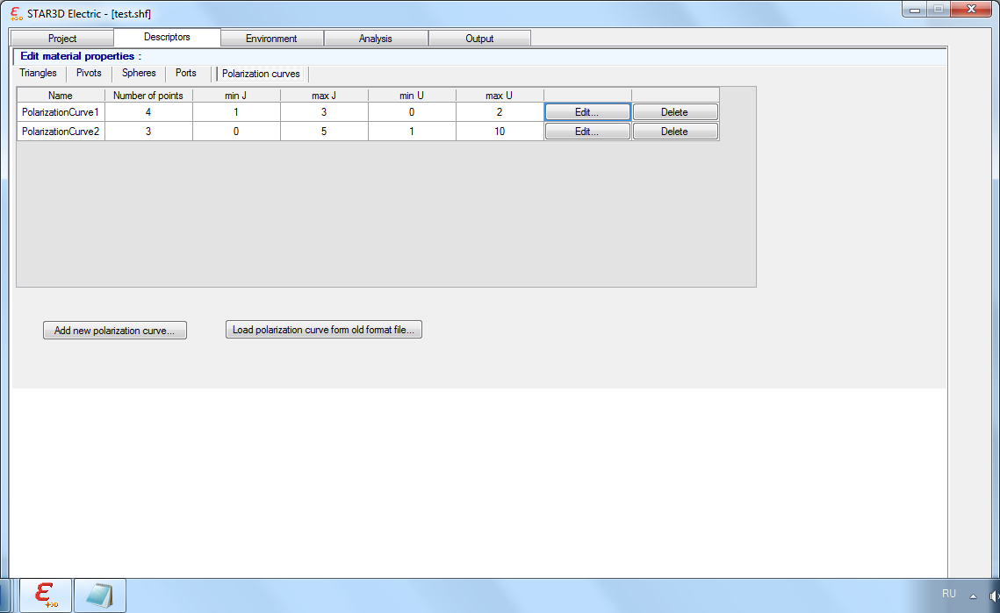 STAR3D Electric - [test.shf]
Project Descriptors Environment Analysis Output
Edit material properties :
Triangles Pivots Spheres Ports Polarization curves
Name Number of points min J max J min U max U
PolarizationCurve1 4 1 3 0 2 Edit... Delete
PolarizationCurve2 3 0 5 1 10 Edit... Delete
Add new polarization curve... Load polarization curve form old format file...
ε +3D RU